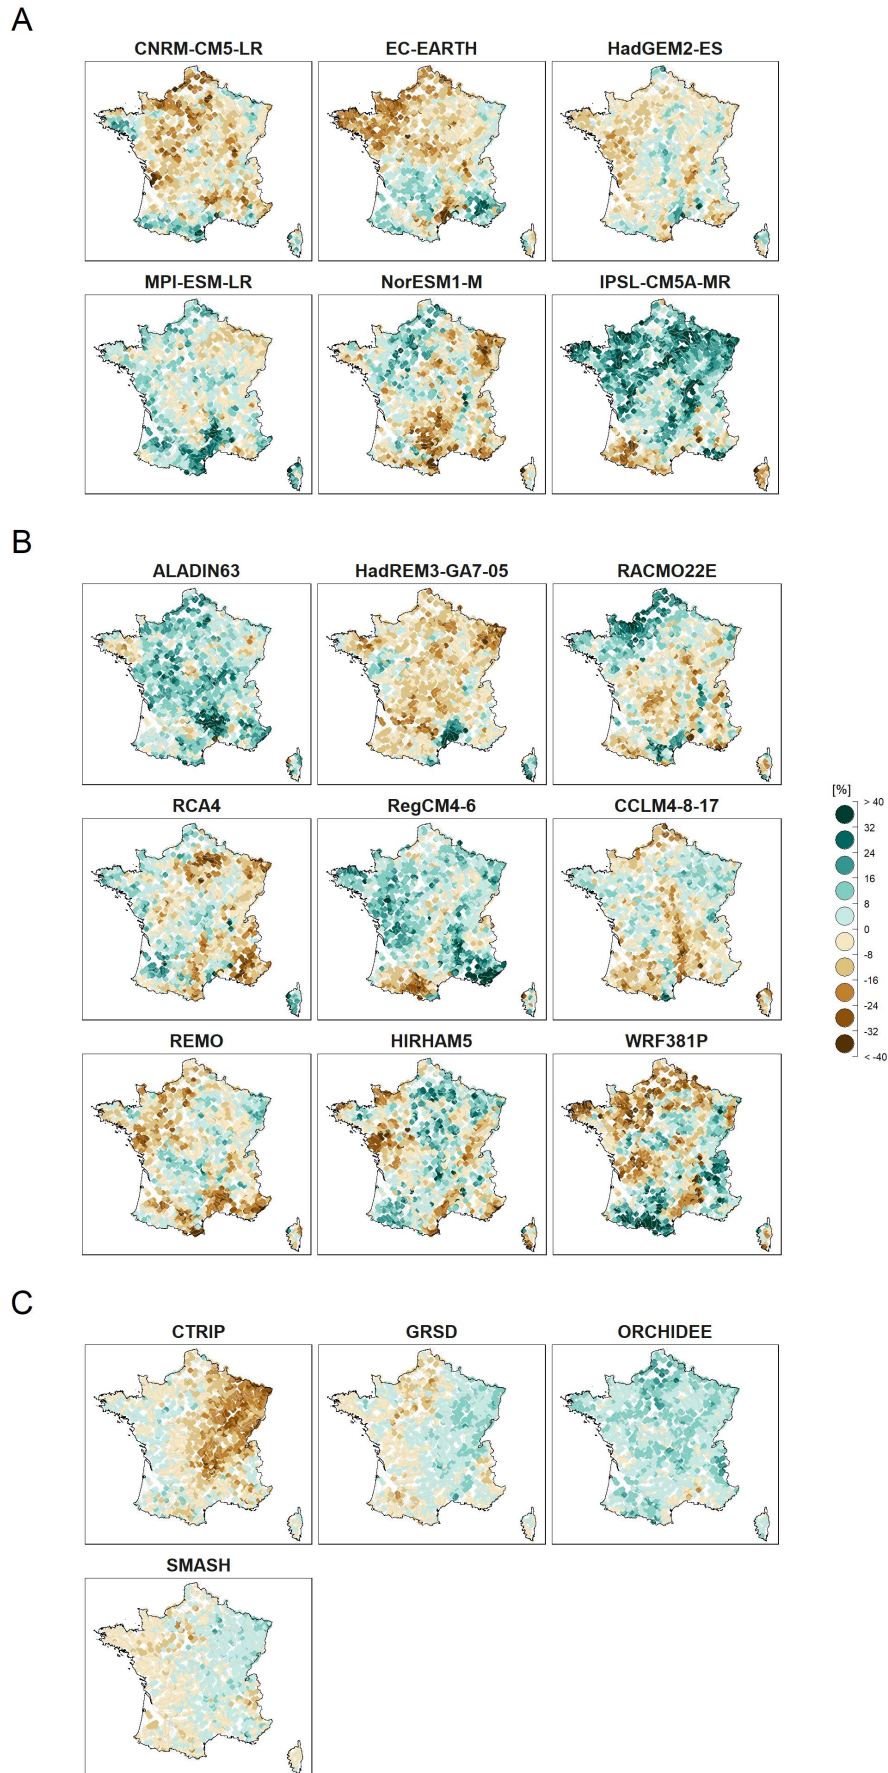 A
CNRM-CM5-LR EC-EARTH HadGEM2-ES
MPI-ESM-LR NorESM1-M IPSL-CM5A-MR
B
ALADIN63 HadREM3-GA7-05 RACMO22E
RCA4 RegCM4-6 CCLM4-8-17
REMO HIRHAM5 WRF381P
[%]
> 40
32
24
16
8
0
-8
-16
-24
-32
< -40
C
CTRIP GRSD ORCHIDEE
SMASH